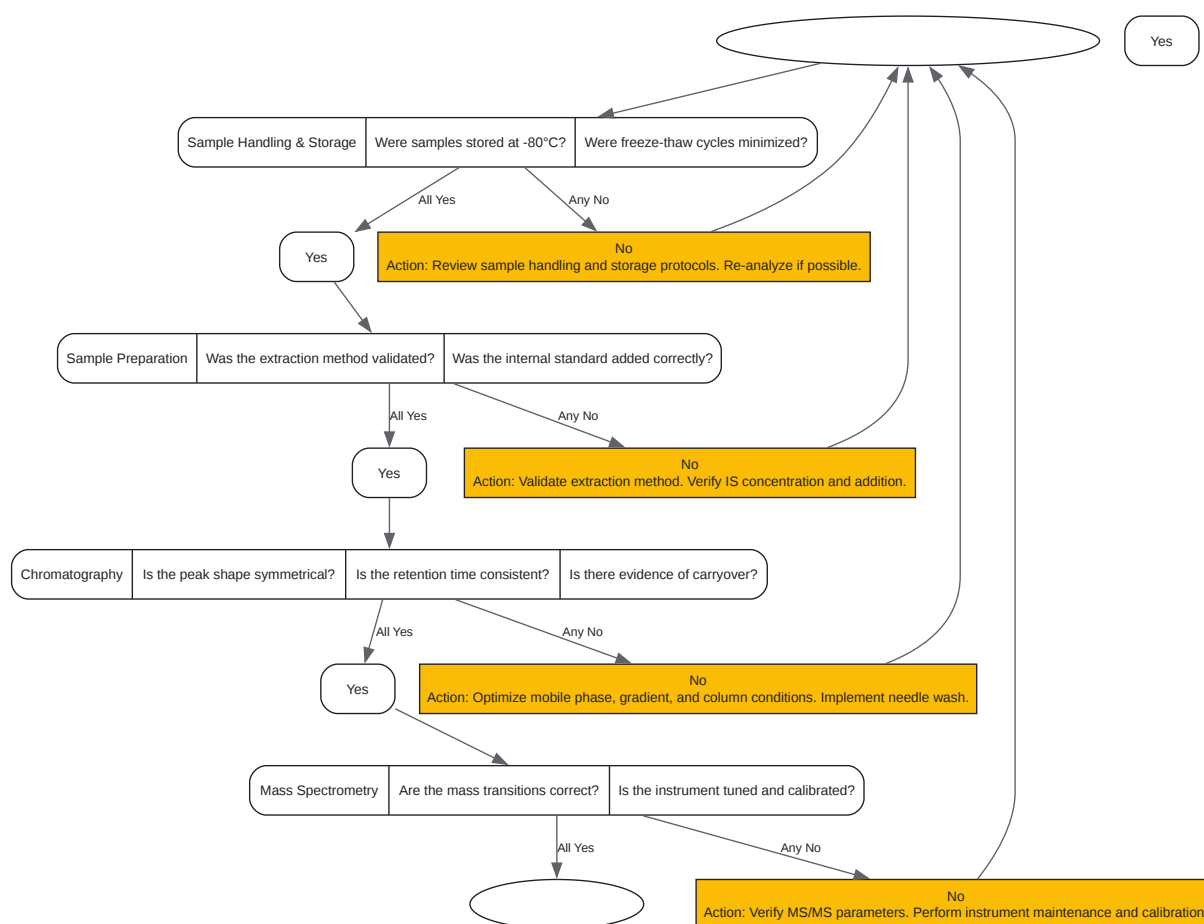 Yes
Sample Handling & Storage
Were samples stored at -80°C?
Were freeze-thaw cycles minimized?
All Yes
Any No
Yes
No
Action: Review sample handling and storage protocols. Re-analyze if possible.
Sample Preparation
Was the extraction method validated?
Was the internal standard added correctly?
All Yes
Any No
Yes
No
Action: Validate extraction method. Verify IS concentration and addition.
Chromatography
Is the peak shape symmetrical?
Is the retention time consistent?
Is there evidence of carryover?
All Yes
Any No
Yes
No
Action: Optimize mobile phase, gradient, and column conditions. Implement needle wash.
Mass Spectrometry
Are the mass transitions correct?
Is the instrument tuned and calibrated?
All Yes
Any No
No
Action: Verify MS/MS parameters. Perform instrument maintenance and calibration